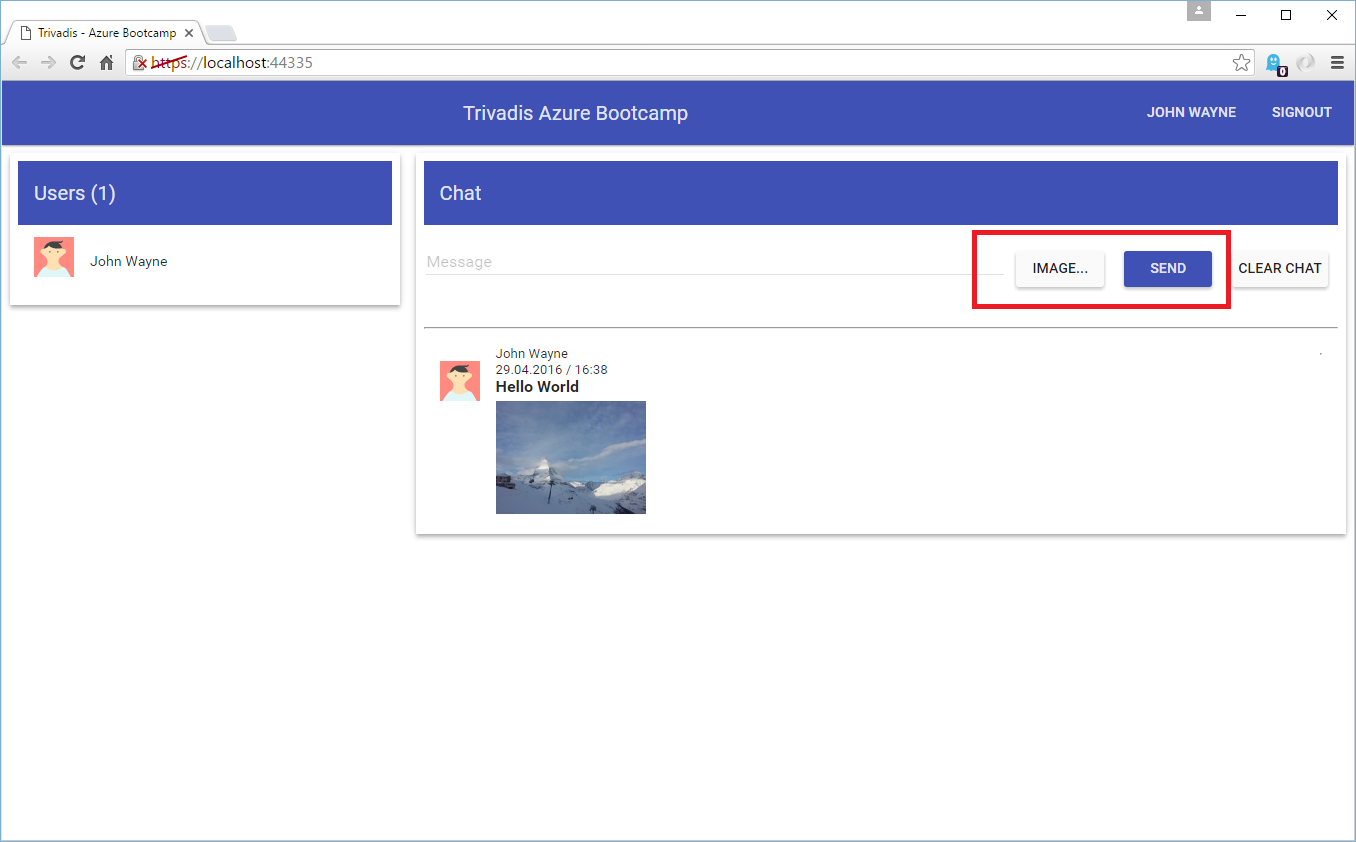 Trivadis - Azure Bootcamp
https://localhost:44335
0
Trivadis Azure Bootcamp
JOHN WAYNE
SIGNOUT
Users (1)
John Wayne
Chat
Message
IMAGE...
SEND
CLEAR CHAT
John Wayne
29.04.2016 / 16:38
Hello World